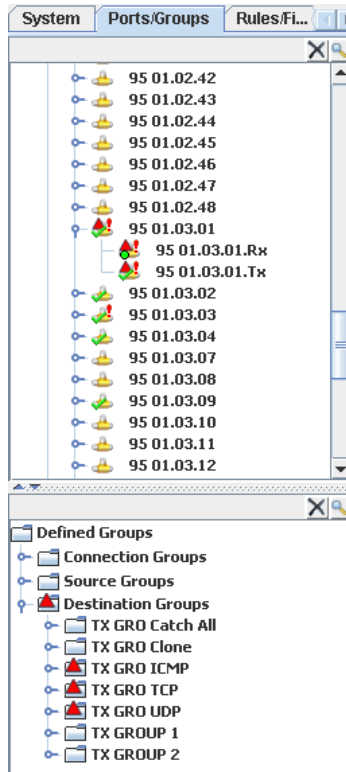 System Ports/Groups Rules/Fi...
95 01.02.42
95 01.02.43
95 01.02.44
95 01.02.45
95 01.02.46
95 01.02.47
95 01.02.48
95 01.03.01
95 01.03.01.Rx
95 01.03.01.Tx
95 01.03.02
95 01.03.03
95 01.03.04
95 01.03.07
95 01.03.08
95 01.03.09
95 01.03.10
95 01.03.11
95 01.03.12
Defined Groups
Connection Groups
Source Groups
Destination Groups
TX GRO Catch All
TX GRO Clone
TX GRO ICMP
TX GRO TCP
TX GRO UDP
TX GROUP 1
TX GROUP 2